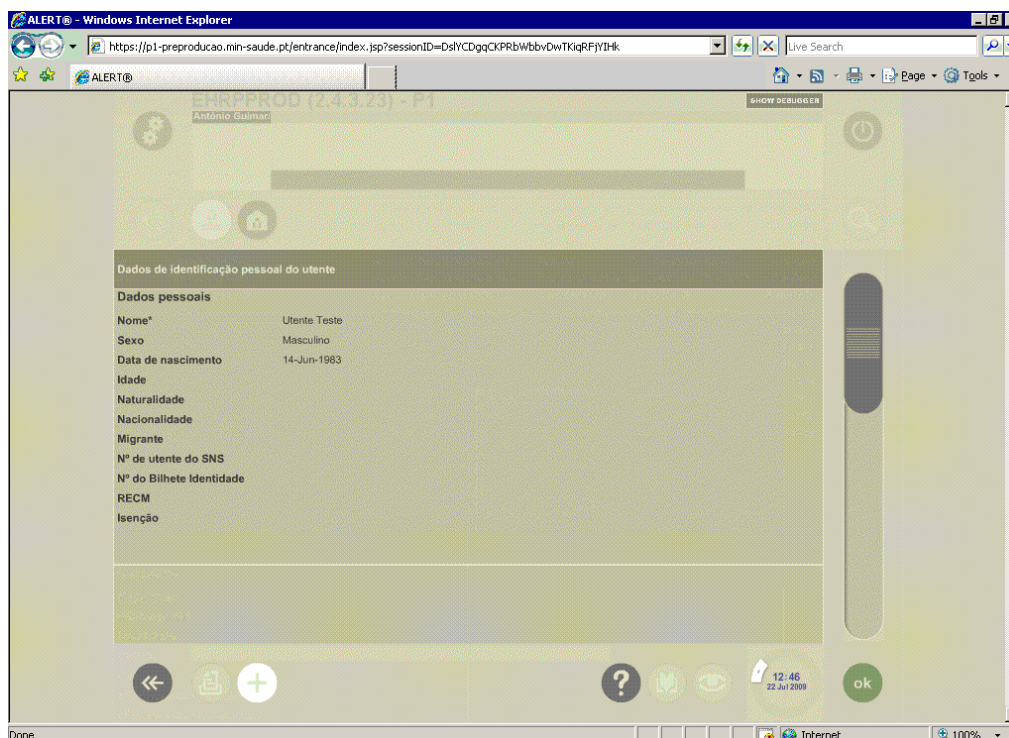 ALERT® - Windows Internet Explorer
https://p1-preproducao.min-saude.pt/entrance/index.jsp?sessionID=DslYCDgqCKPRbWbbvDwTKiqRFjYIHk
Live Search
ALERT®
Page
Tools
EHRPPROD (2.4.3.23) - P1
SHOW DEBUGGER
António Guimar
Dados de identificação pessoal do utente
Dados pessoais
Nome* Utente Teste
Sexo Masculino
Data de nascimento 14-Jun-1983
Idade
Naturalidade
Nacionalidade
Migrante
Nº de utente do SNS
Nº do Bilhete Identidade
RECM
Isenção
?
12:46
22 Jul 2009
ok
Done
Internet
100%